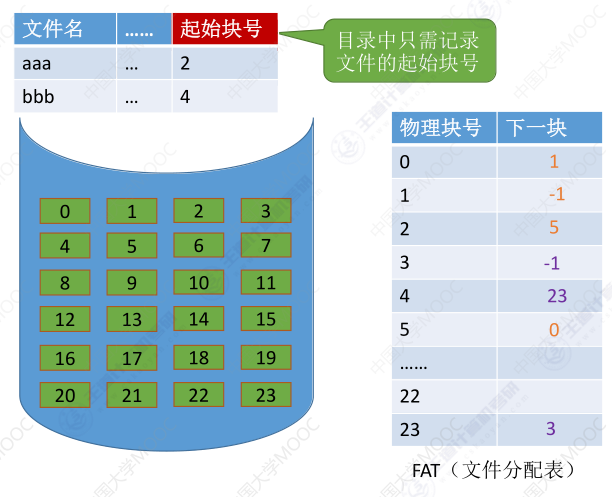 文件名 …… 起始块号
aaa … 2
bbb … 4
目录中只需记录
文件的起始块号
0 1 2 3
4 5 6 7
8 9 10 11
12 13 14 15
16 17 18 19
20 21 22 23
物理块号 下一块
0 1
1 -1
2 5
3 -1
4 23
5 0
……
22
23 3
FAT（文件分配表）
中国大学MOOC
王道计算机考研